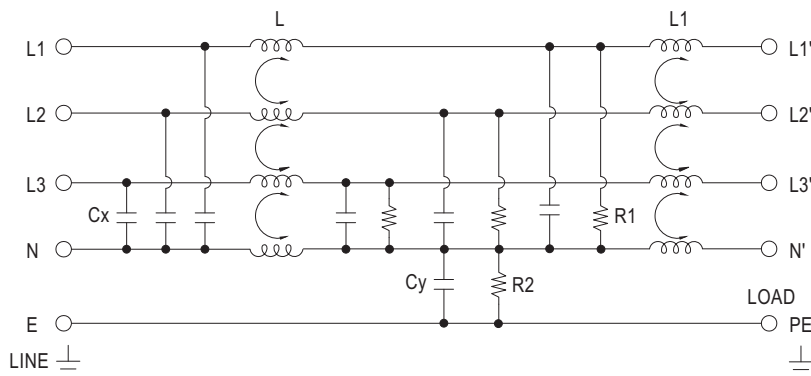 L L1
L1 L1'
L2 L2'
L3 L3'
Cx R1
N N'
Cy R2
LOAD
E PE
LINE